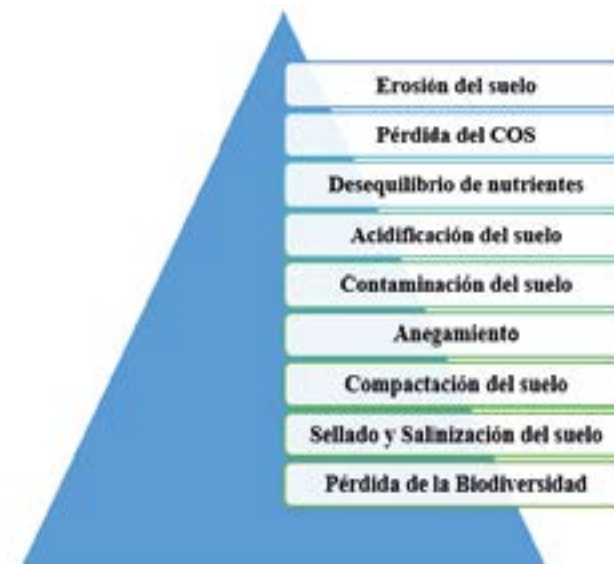 Erosión del suelo
Pérdida del COS
Desequilibrio de nutrientes
Acidificación del suelo
Contaminación del suelo
Anegamiento
Compactación del suelo
Sellado y Salinización del suelo
Pérdida de la Biodiversidad